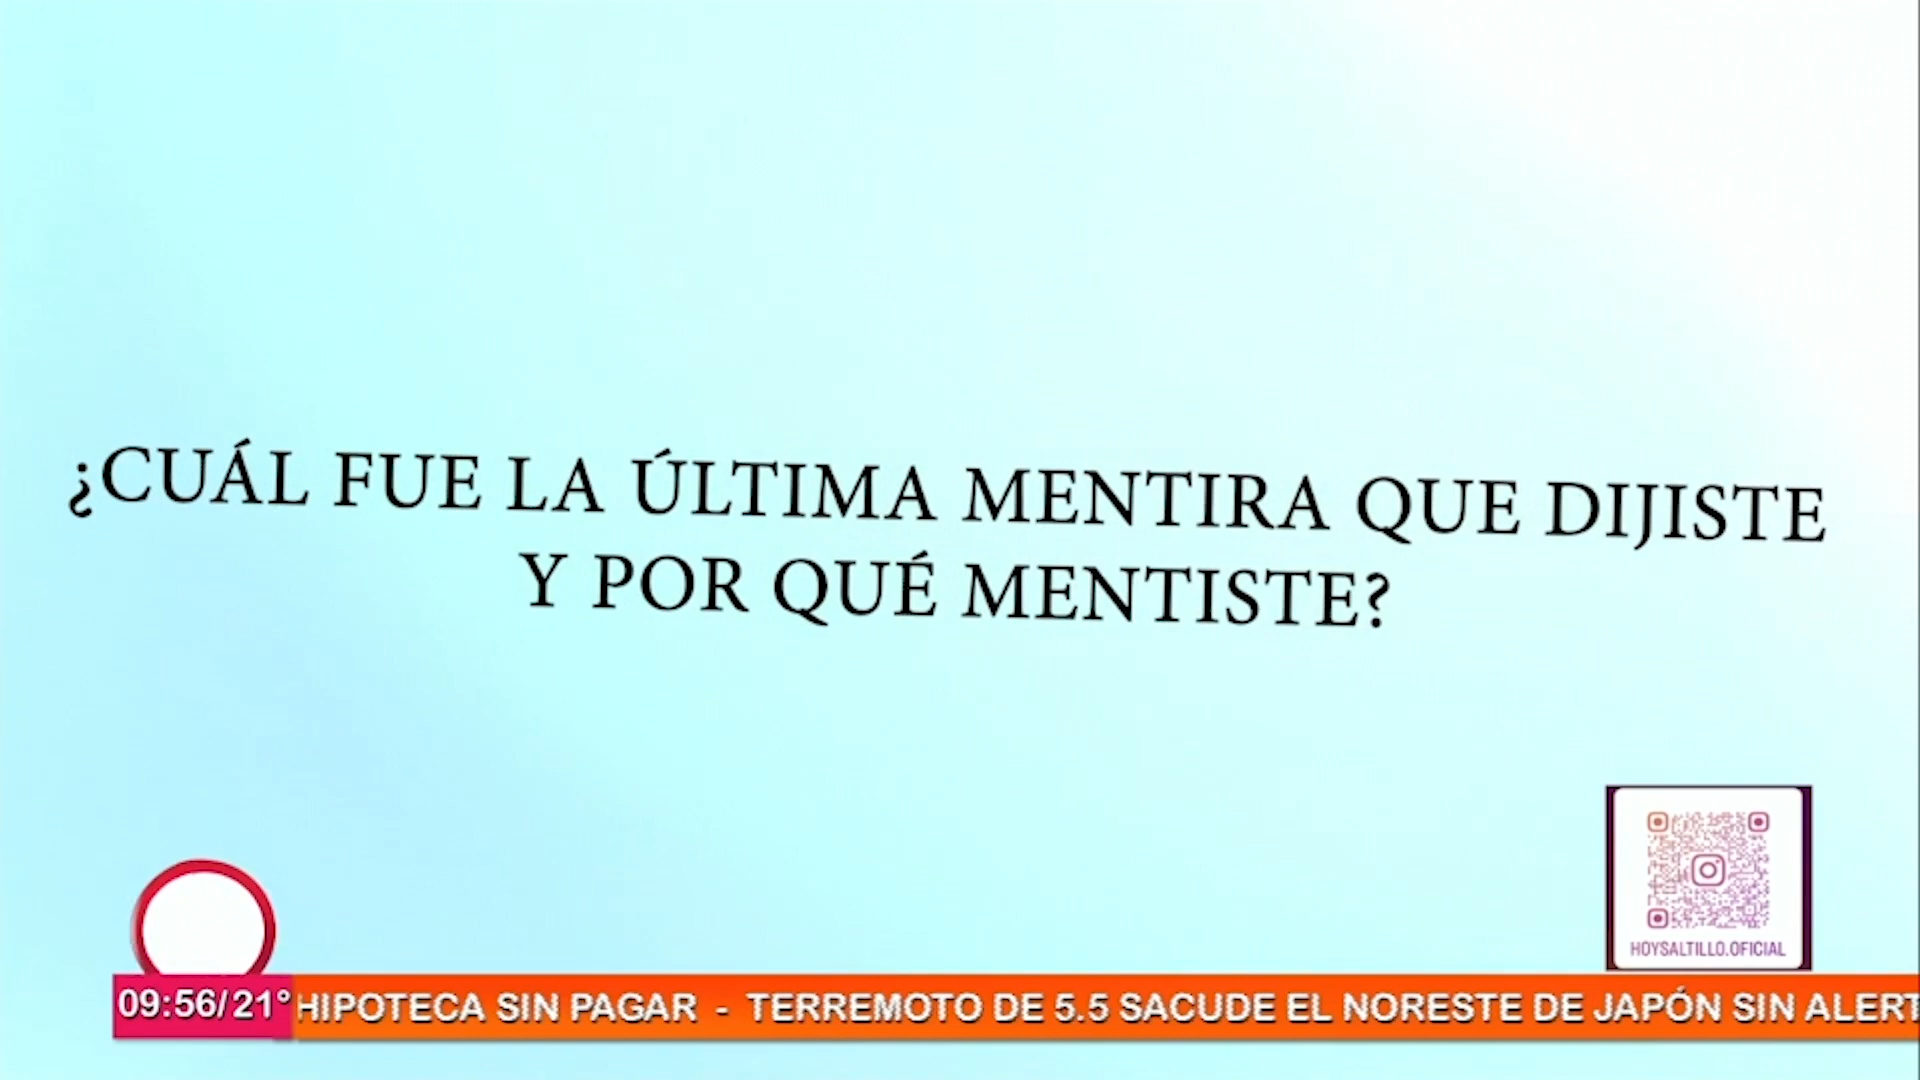 ¿CUÁL FUE LA ÚLTIMA MENTIRA QUE DIJISTE
Y POR QUÉ MENTISTE?
HOYSALTILLO.OFICIAL
09:56/21° HIPOTECA SIN PAGAR - TERREMOTO DE 5.5 SACUDE EL NORESTE DE JAPÓN SIN ALERT